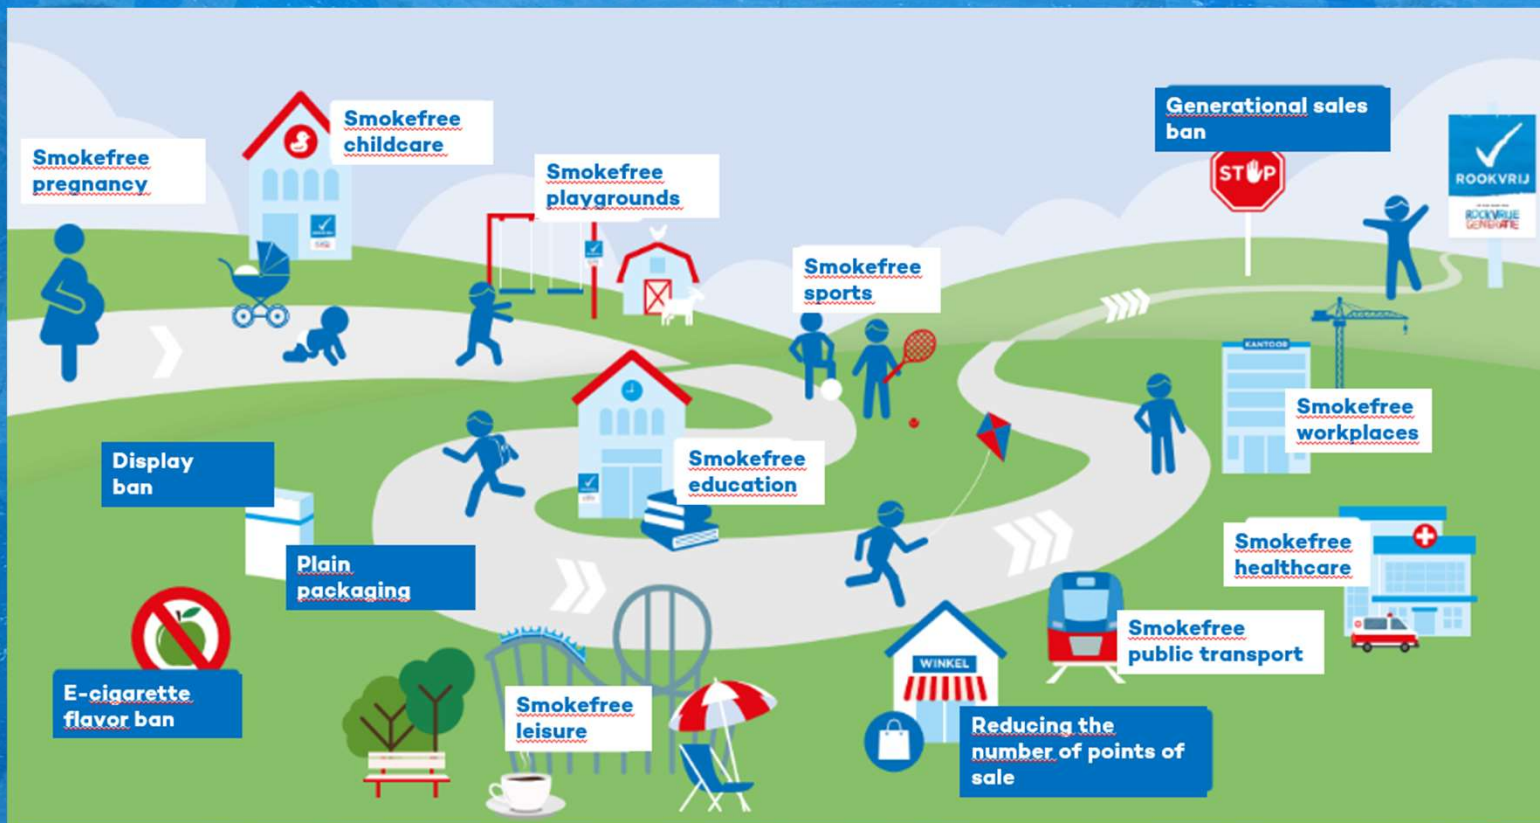 Smokefree
pregnancy
Smokefree
childcare
Smokefree
playgrounds
Smokefree
sports
Generational sales
ban
STOP
ROOKVRIJ
ROOKVRIJE
GENERATIE
KANTOOR
Smokefree
workplaces
Smokefree
education
Display
ban
Plain
packaging
Smokefree
healthcare
E-cigarette
flavor ban
Smokefree
leisure
WINKEL
Smokefree
public transport
Reducing the
number of points of
sale